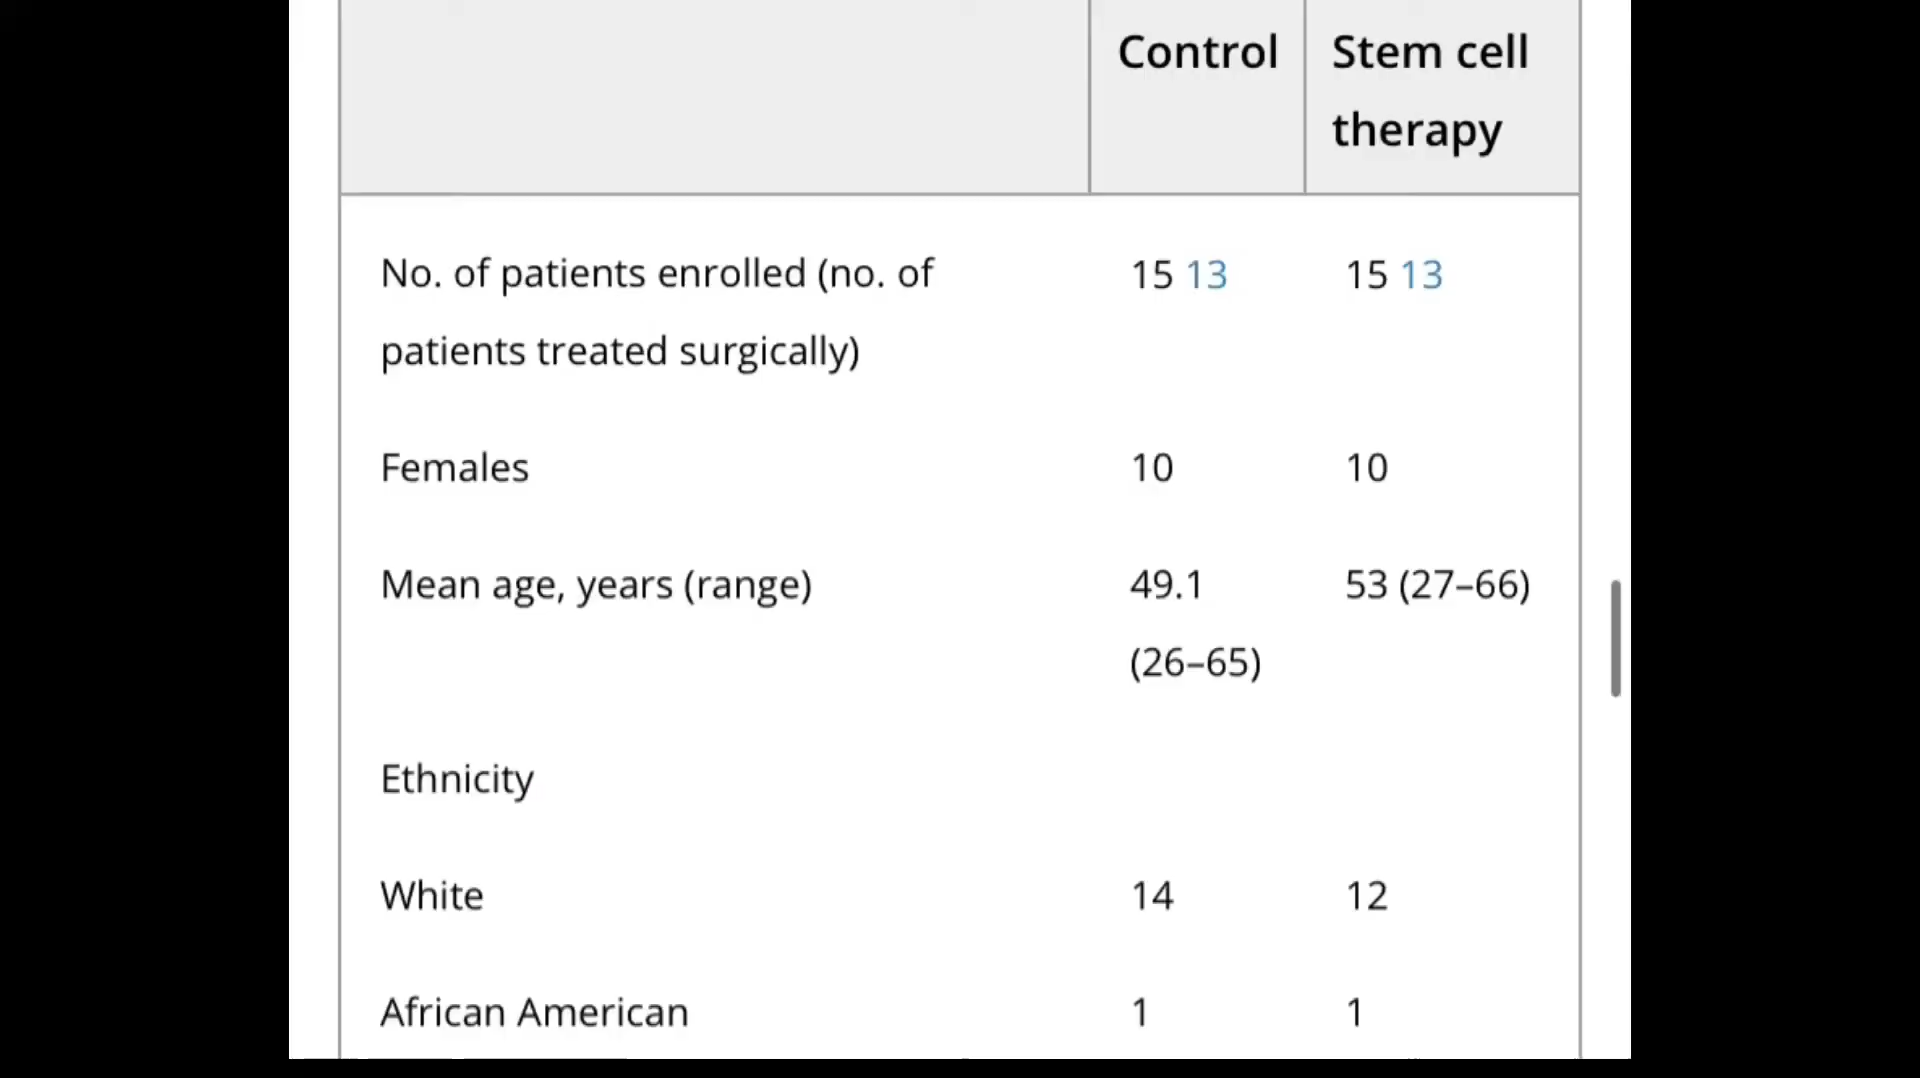 Control Stem cell
therapy
No. of patients enrolled (no. of 15 13 15 13
patients treated surgically)
Females 10 10
Mean age, years (range) 49.1 53 (27–66)
(26–65)
Ethnicity
White 14 12
African American 1 1